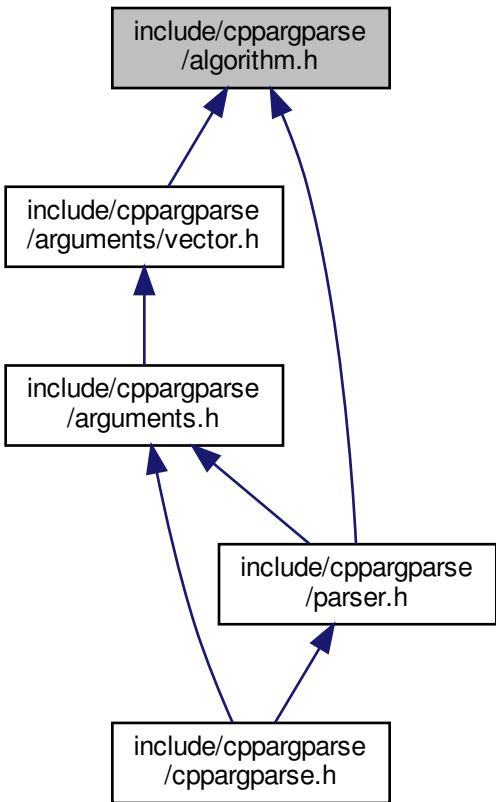 include/cppargparse
/algorithm.h
include/cppargparse
/arguments/vector.h
include/cppargparse
/arguments.h
include/cppargparse
/parser.h
include/cppargparse
/cppargparse.h